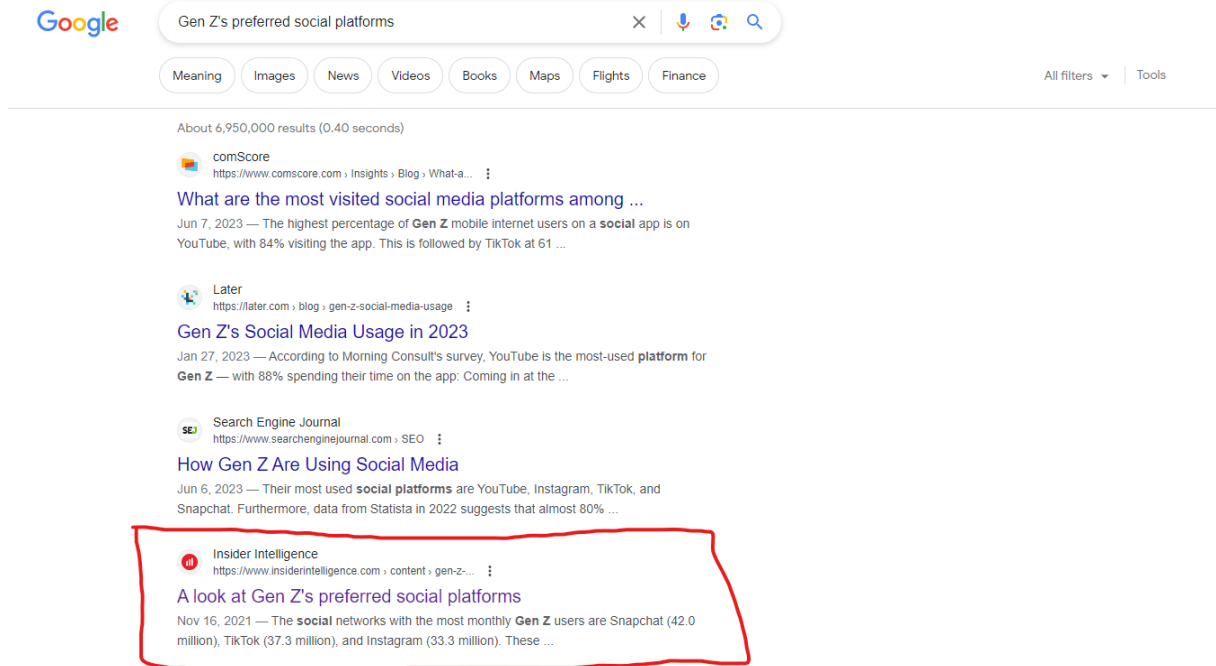 Google
Gen Z's preferred social platforms
Meaning
Images
News
Videos
Books
Maps
Flights
Finance
All filters
Tools
About 6,950,000 results (0.40 seconds)
comScore
https://www.comscore.com › Insights › Blog › What-a...
What are the most visited social media platforms among ...
Jun 7, 2023 — The highest percentage of Gen Z mobile internet users on a social app is on
YouTube, with 84% visiting the app. This is followed by TikTok at 61 ...
Later
https://later.com › blog › gen-z-social-media-usage
Gen Z's Social Media Usage in 2023
Jan 27, 2023 — According to Morning Consult's survey, YouTube is the most-used platform for
Gen Z — with 88% spending their time on the app: Coming in at the ...
SEJ
Search Engine Journal
https://www.searchenginejournal.com › SEO
How Gen Z Are Using Social Media
Jun 6, 2023 — Their most used social platforms are YouTube, Instagram, TikTok, and
Snapchat. Furthermore, data from Statista in 2022 suggests that almost 80% ...
Insider Intelligence
https://www.insiderintelligence.com › content › gen-z-...
A look at Gen Z's preferred social platforms
Nov 16, 2021 — The social networks with the most monthly Gen Z users are Snapchat (42.0
million), TikTok (37.3 million), and Instagram (33.3 million). These ...